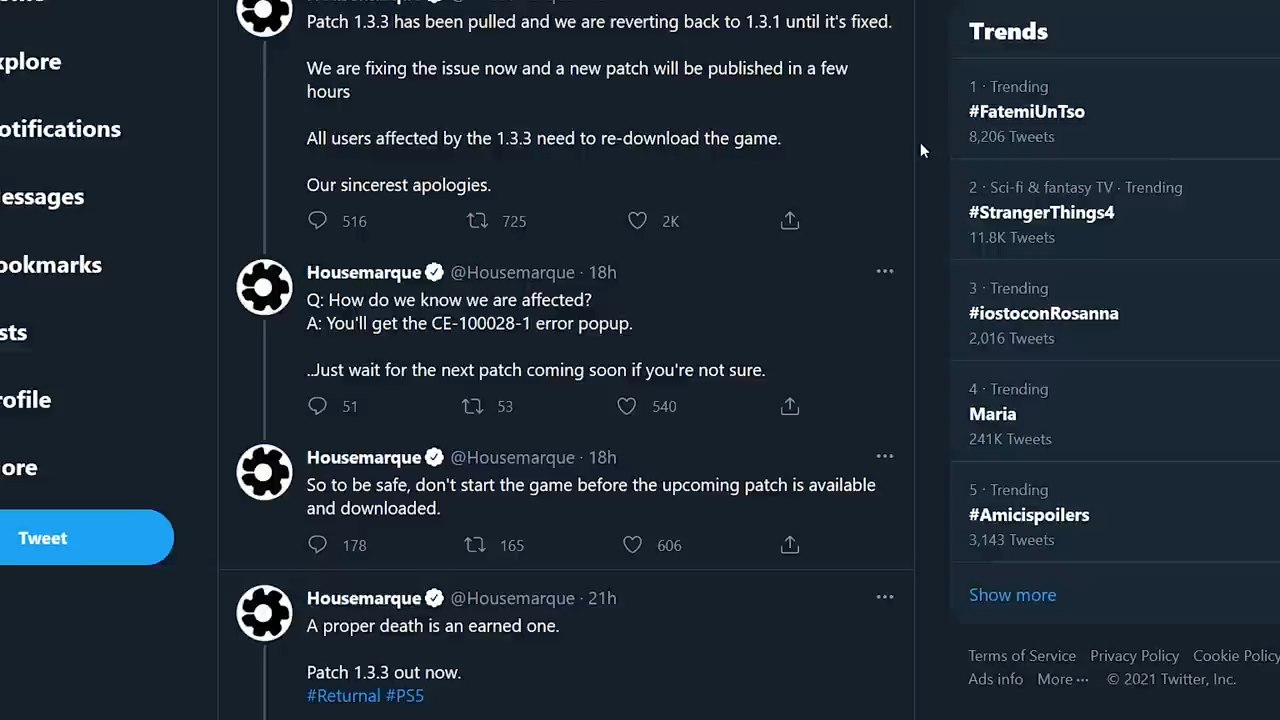 xplore
otifications
essages
ookmarks
sts
rofile
ore
Tweet
Patch 1.3.3 has been pulled and we are reverting back to 1.3.1 until it's fixed.
We are fixing the issue now and a new patch will be published in a few
hours
All users affected by the 1.3.3 need to re-download the game.
Our sincerest apologies.
516 725 2K
Housemarque @Housemarque · 18h
Q: How do we know we are affected?
A: You'll get the CE-100028-1 error popup.
..Just wait for the next patch coming soon if you're not sure.
51 53 540
Housemarque @Housemarque · 18h
So to be safe, don't start the game before the upcoming patch is available
and downloaded.
178 165 606
Housemarque @Housemarque · 21h
A proper death is an earned one.
Patch 1.3.3 out now.
#Returnal #PS5
Trends
1 · Trending
#FatemiUnTso
8,206 Tweets
2 · Sci-fi & fantasy TV · Trending
#StrangerThings4
11.8K Tweets
3 · Trending
#iostoconRosanna
2,016 Tweets
4 · Trending
Maria
241K Tweets
5 · Trending
#Amicispoilers
3,143 Tweets
Show more
Terms of Service Privacy Policy Cookie Policy
Ads info More ··· © 2021 Twitter, Inc.